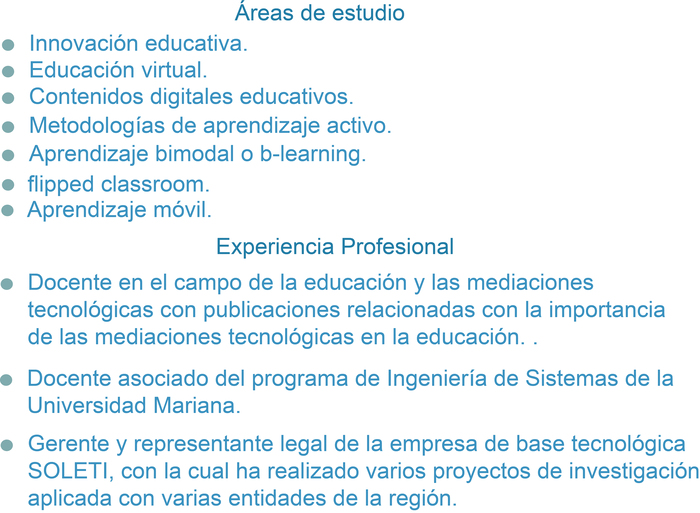 Áreas de estudio
Innovación educativa.
Educación virtual.
Contenidos digitales educativos.
Metodologías de aprendizaje activo.
Aprendizaje bimodal o b-learning.
flipped classroom.
Aprendizaje móvil.
Experiencia Profesional
Docente en el campo de la educación y las mediaciones
tecnológicas con publicaciones relacionadas con la importancia
de las mediaciones tecnológicas en la educación. .
Docente asociado del programa de Ingeniería de Sistemas de la
Universidad Mariana.
Gerente y representante legal de la empresa de base tecnológica
SOLETI, con la cual ha realizado varios proyectos de investigación
aplicada con varias entidades de la región.